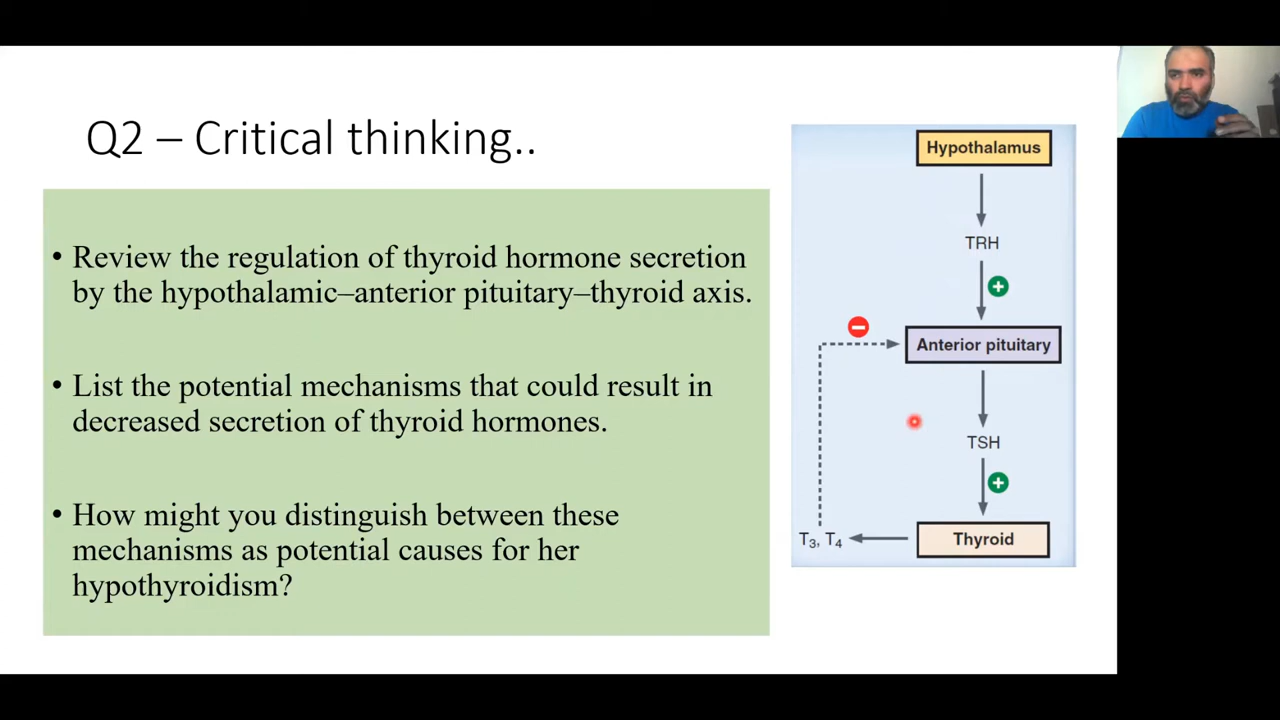 Q2 – Critical thinking..
• Review the regulation of thyroid hormone secretion
by the hypothalamic–anterior pituitary–thyroid axis.
• List the potential mechanisms that could result in
decreased secretion of thyroid hormones.
• How might you distinguish between these
mechanisms as potential causes for her
hypothyroidism?
Hypothalamus
TRH
+
–
Anterior pituitary
TSH
+
T3, T4
Thyroid